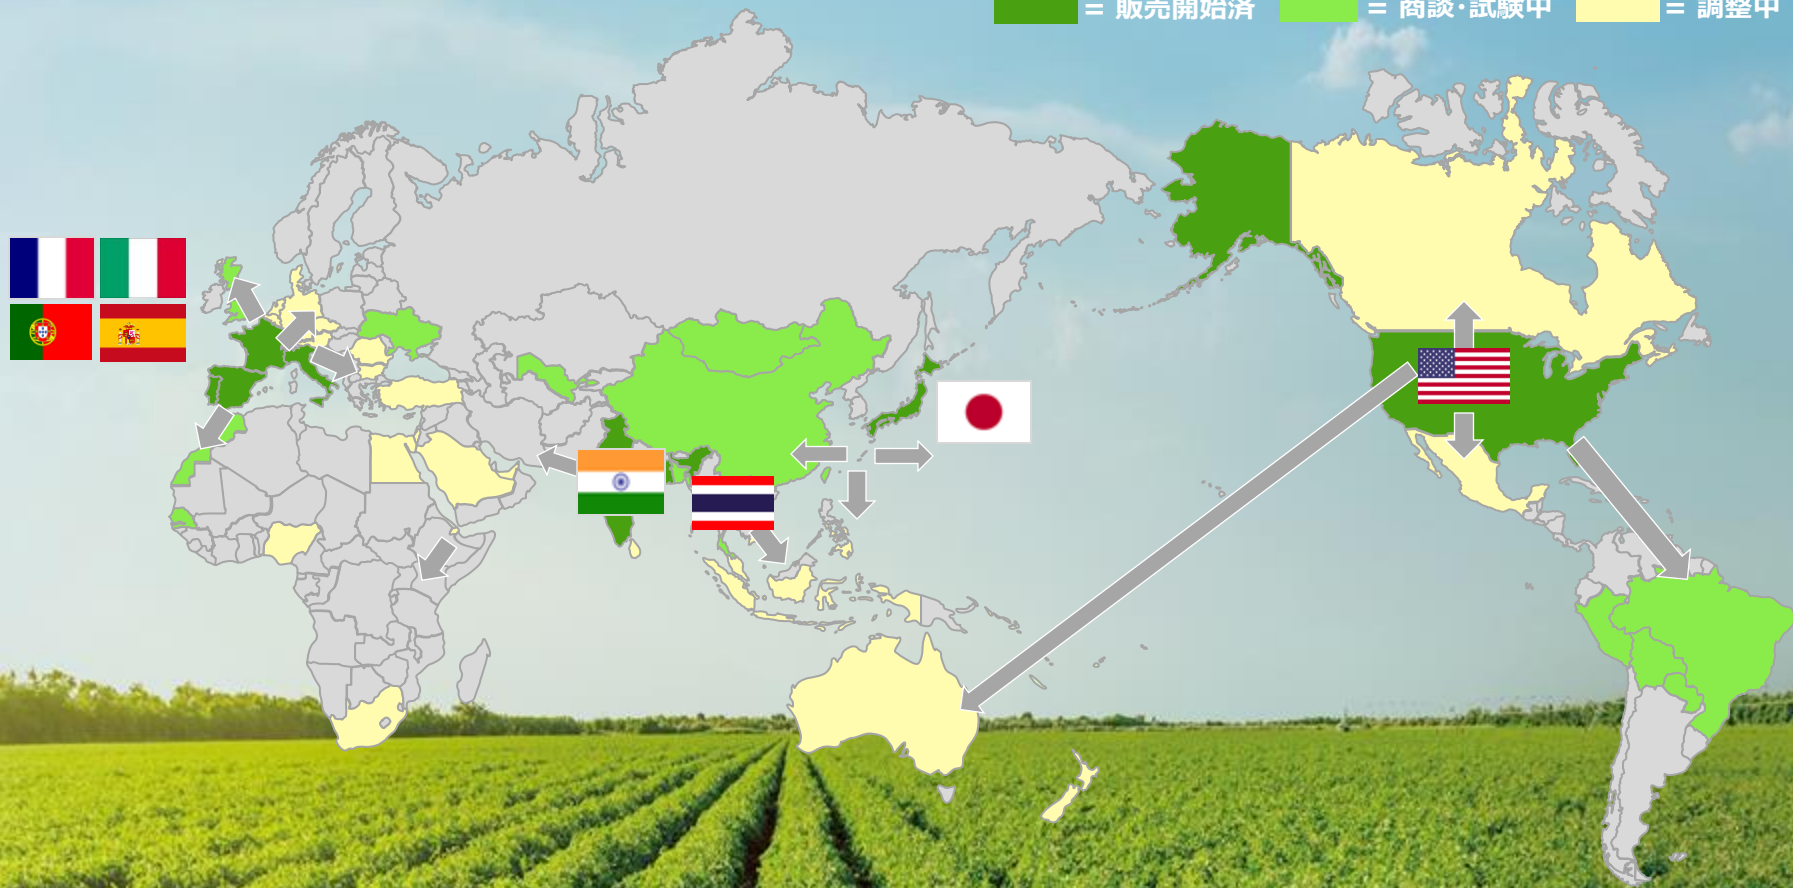 = 販売開始済 = 商談・試験中 = 調整中